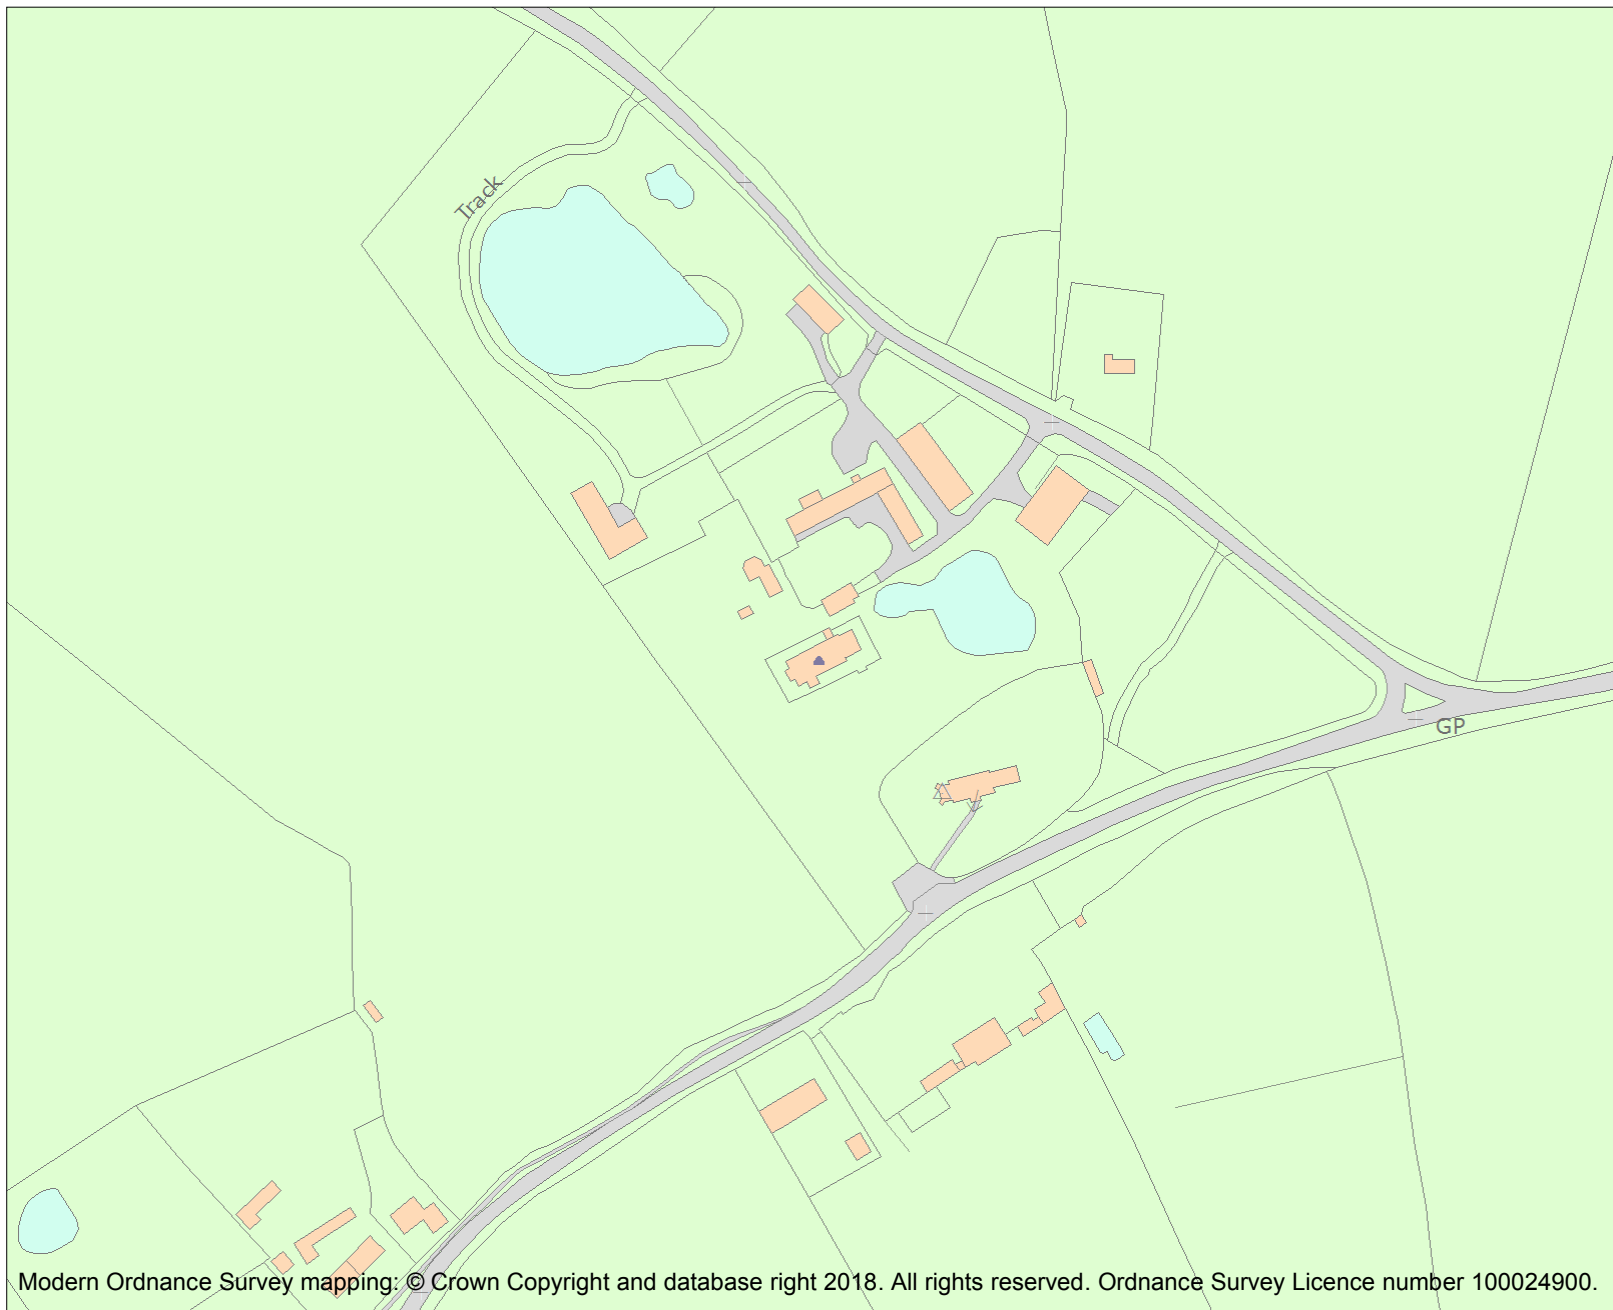 Track
GP
Modern Ordnance Survey mapping: © Crown Copyright and database right 2018. All rights reserved. Ordnance Survey Licence number 100024900.